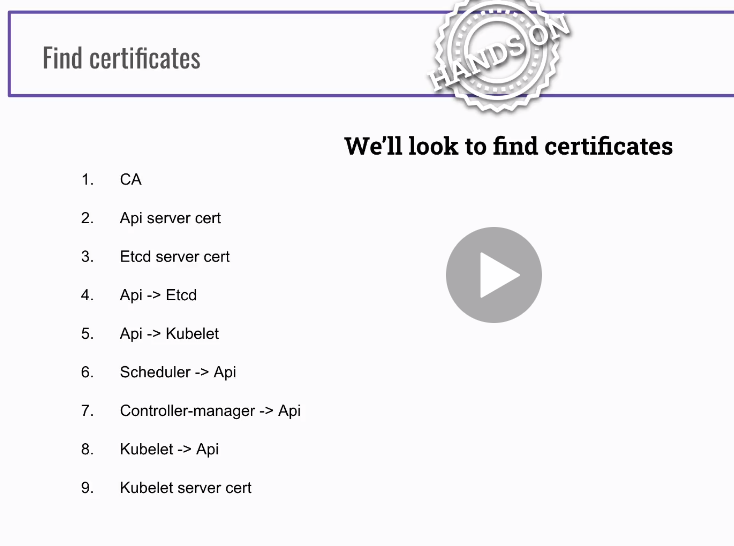 Find certificates
HANDS ON
We'll look to find certificates
1. CA
2. Api server cert
3. Etcd server cert
4. Api -> Etcd
5. Api -> Kubelet
6. Scheduler -> Api
7. Controller-manager -> Api
8. Kubelet -> Api
9. Kubelet server cert